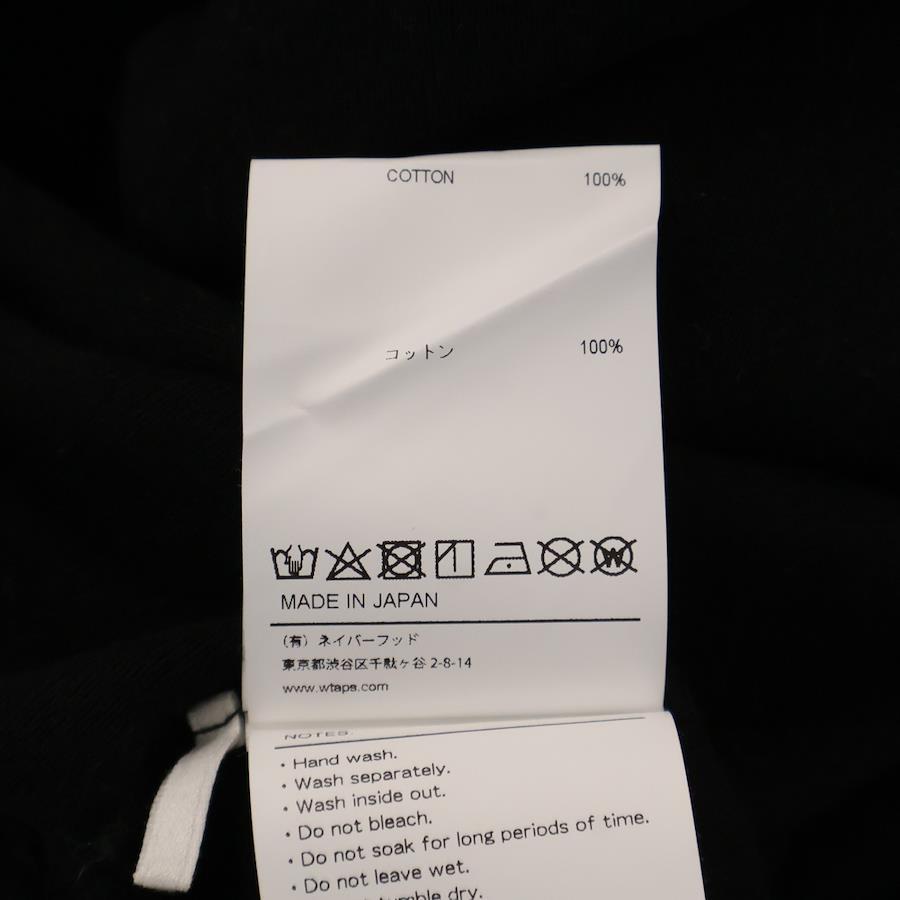 COTTON 100%
コットン 100%
MADE IN JAPAN
(有) ネイバーフッド
東京都渋谷区千駄ヶ谷 2-8-14
www.wtaps.com
NOTES.
・Hand wash.
・Wash separately.
・Wash inside out.
・Do not bleach.
・Do not soak for long periods of time.
・Do not leave wet.
tumble dry.